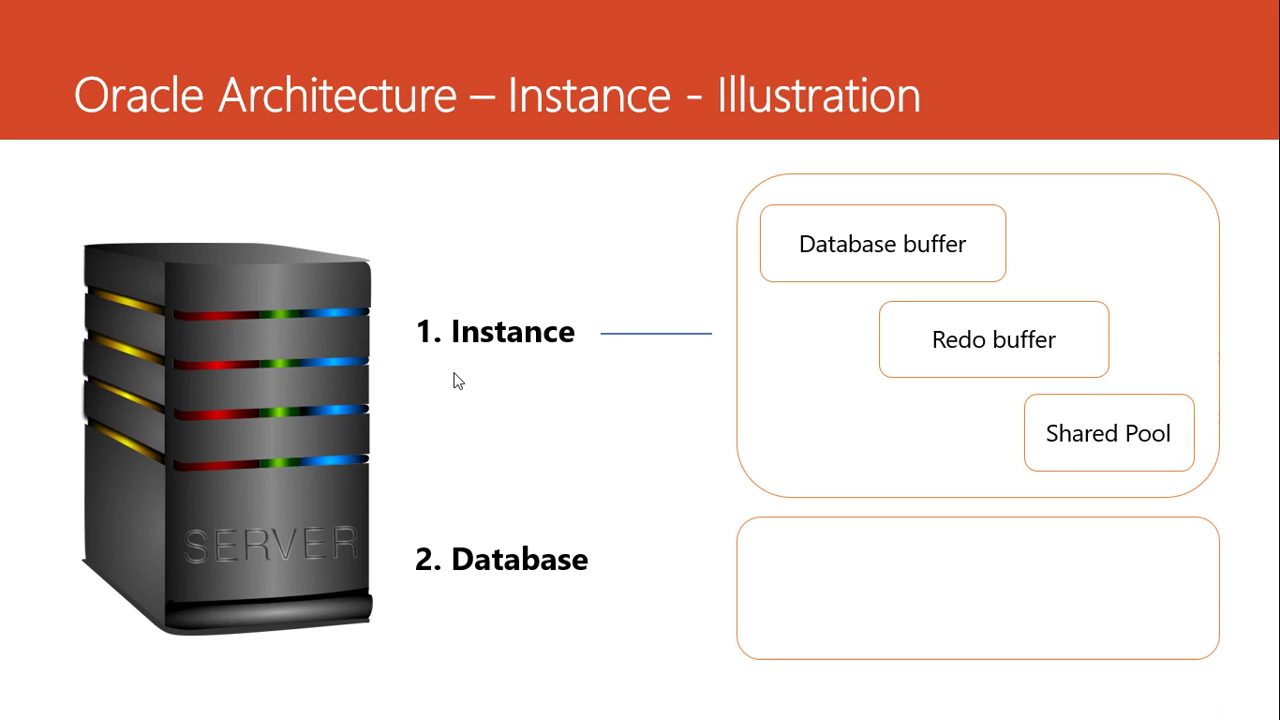 Oracle Architecture – Instance - Illustration
Database buffer
1. Instance
Redo buffer
Shared Pool
SERVER
2. Database